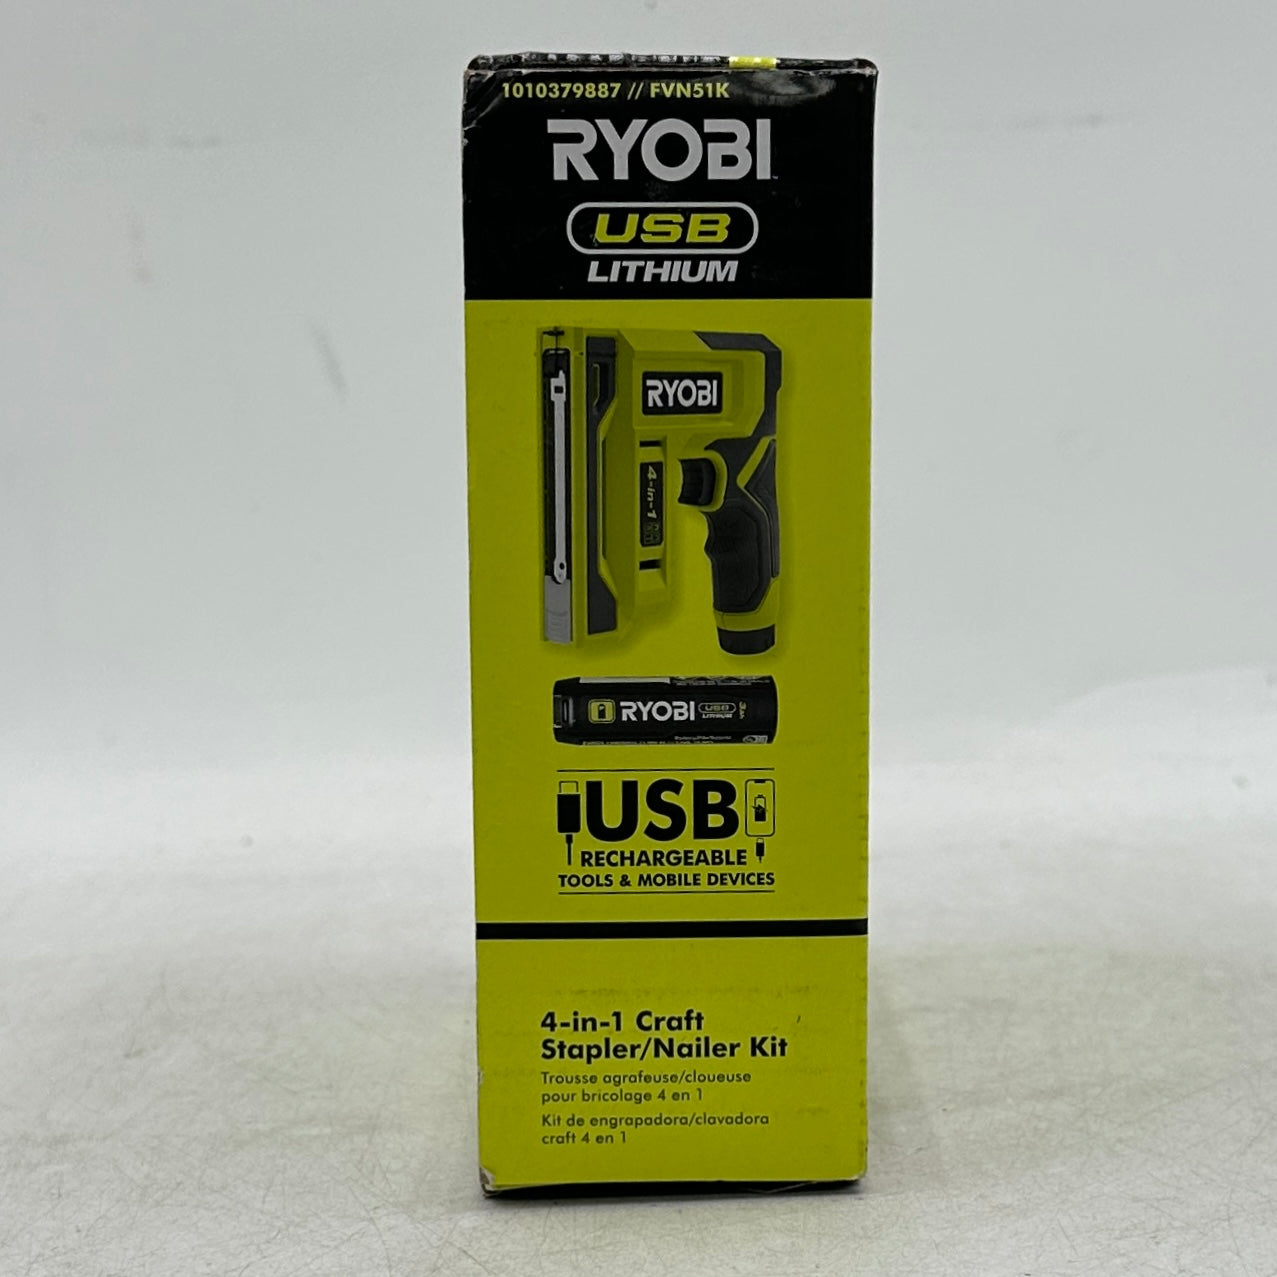 1010379887 // FVN51K
RYOBI
USB
LITHIUM
RYOBI
4-in-1
RYOBI USB LITHIUM 3Ah
USB
RECHARGEABLE
TOOLS & MOBILE DEVICES
4-in-1 Craft
Stapler/Nailer Kit
Trousse agrafeuse/cloueuse
pour bricolage 4 en 1
Kit de engrapadora/clavadora
craft 4 en 1